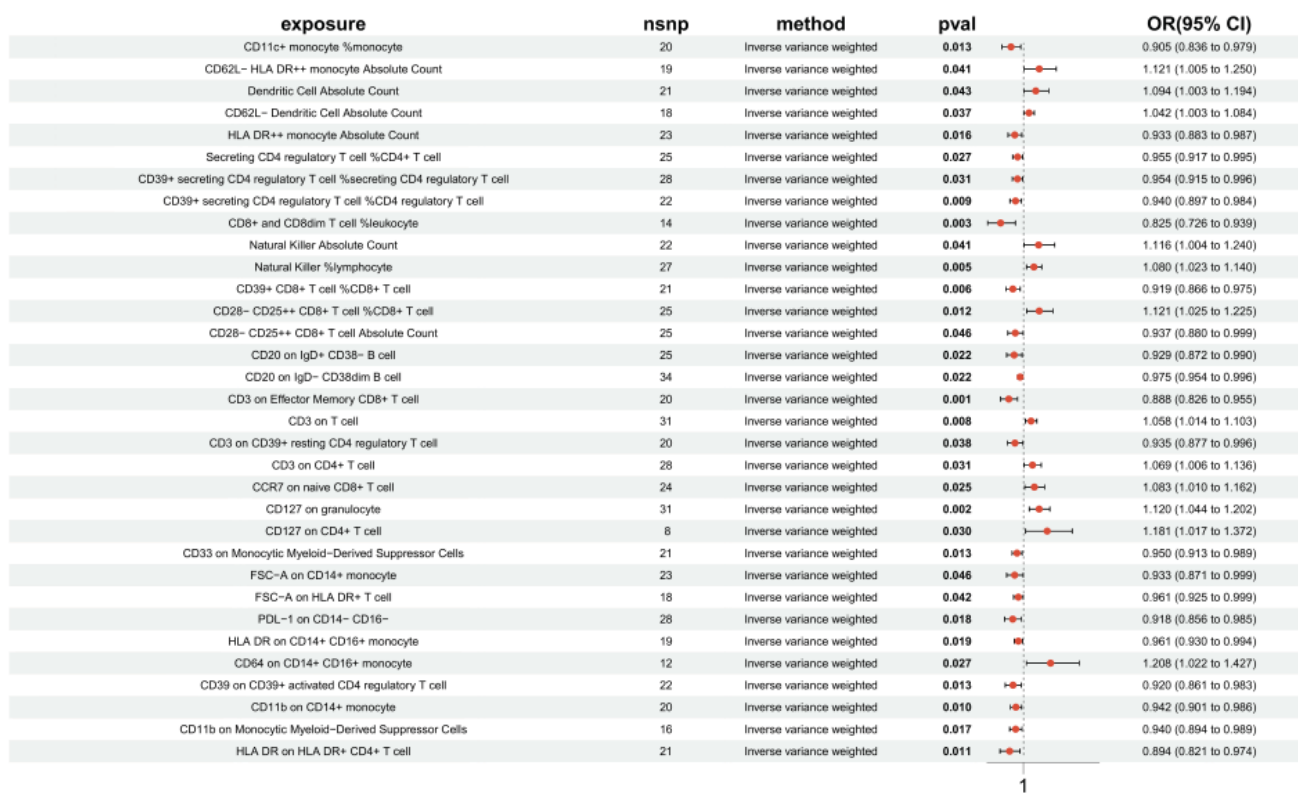 exposure nsnp method pval OR(95% CI)
CD11c+ monocyte %monocyte 20 Inverse variance weighted 0.013 0.905 (0.836 to 0.979)
CD62L− HLA DR++ monocyte Absolute Count 19 Inverse variance weighted 0.041 1.121 (1.005 to 1.250)
Dendritic Cell Absolute Count 21 Inverse variance weighted 0.043 1.094 (1.003 to 1.194)
CD62L− Dendritic Cell Absolute Count 18 Inverse variance weighted 0.037 1.042 (1.003 to 1.084)
HLA DR++ monocyte Absolute Count 23 Inverse variance weighted 0.016 0.933 (0.883 to 0.987)
Secreting CD4 regulatory T cell %CD4+ T cell 25 Inverse variance weighted 0.027 0.955 (0.917 to 0.995)
CD39+ secreting CD4 regulatory T cell %secreting CD4 regulatory T cell 28 Inverse variance weighted 0.031 0.954 (0.915 to 0.996)
CD39+ secreting CD4 regulatory T cell %CD4 regulatory T cell 22 Inverse variance weighted 0.009 0.940 (0.897 to 0.984)
CD8+ and CD8dim T cell %leukocyte 14 Inverse variance weighted 0.003 0.825 (0.726 to 0.939)
Natural Killer Absolute Count 22 Inverse variance weighted 0.041 1.116 (1.004 to 1.240)
Natural Killer %lymphocyte 27 Inverse variance weighted 0.005 1.080 (1.023 to 1.140)
CD39+ CD8+ T cell %CD8+ T cell 21 Inverse variance weighted 0.006 0.919 (0.866 to 0.975)
CD28− CD25++ CD8+ T cell %CD8+ T cell 25 Inverse variance weighted 0.012 1.121 (1.025 to 1.225)
CD28− CD25++ CD8+ T cell Absolute Count 25 Inverse variance weighted 0.046 0.937 (0.880 to 0.999)
CD20 on IgD+ CD38− B cell 25 Inverse variance weighted 0.022 0.929 (0.872 to 0.990)
CD20 on IgD− CD38dim B cell 34 Inverse variance weighted 0.022 0.975 (0.954 to 0.996)
CD3 on Effector Memory CD8+ T cell 20 Inverse variance weighted 0.001 0.888 (0.826 to 0.955)
CD3 on T cell 31 Inverse variance weighted 0.008 1.058 (1.014 to 1.103)
CD3 on CD39+ resting CD4 regulatory T cell 20 Inverse variance weighted 0.038 0.935 (0.877 to 0.996)
CD3 on CD4+ T cell 28 Inverse variance weighted 0.031 1.069 (1.006 to 1.136)
CCR7 on naive CD8+ T cell 24 Inverse variance weighted 0.025 1.083 (1.010 to 1.162)
CD127 on granulocyte 31 Inverse variance weighted 0.002 1.120 (1.044 to 1.202)
CD127 on CD4+ T cell 8 Inverse variance weighted 0.030 1.181 (1.017 to 1.372)
CD33 on Monocytic Myeloid−Derived Suppressor Cells 21 Inverse variance weighted 0.013 0.950 (0.913 to 0.989)
FSC−A on CD14+ monocyte 23 Inverse variance weighted 0.046 0.933 (0.871 to 0.999)
FSC−A on HLA DR+ T cell 18 Inverse variance weighted 0.042 0.961 (0.925 to 0.999)
PDL−1 on CD14− CD16− 28 Inverse variance weighted 0.018 0.918 (0.856 to 0.985)
HLA DR on CD14+ CD16+ monocyte 19 Inverse variance weighted 0.019 0.961 (0.930 to 0.994)
CD64 on CD14+ CD16+ monocyte 12 Inverse variance weighted 0.027 1.208 (1.022 to 1.427)
CD39 on CD39+ activated CD4 regulatory T cell 22 Inverse variance weighted 0.013 0.920 (0.861 to 0.983)
CD11b on CD14+ monocyte 20 Inverse variance weighted 0.010 0.942 (0.901 to 0.986)
CD11b on Monocytic Myeloid−Derived Suppressor Cells 16 Inverse variance weighted 0.017 0.940 (0.894 to 0.989)
HLA DR on HLA DR+ CD4+ T cell 21 Inverse variance weighted 0.011 0.894 (0.821 to 0.974)
1